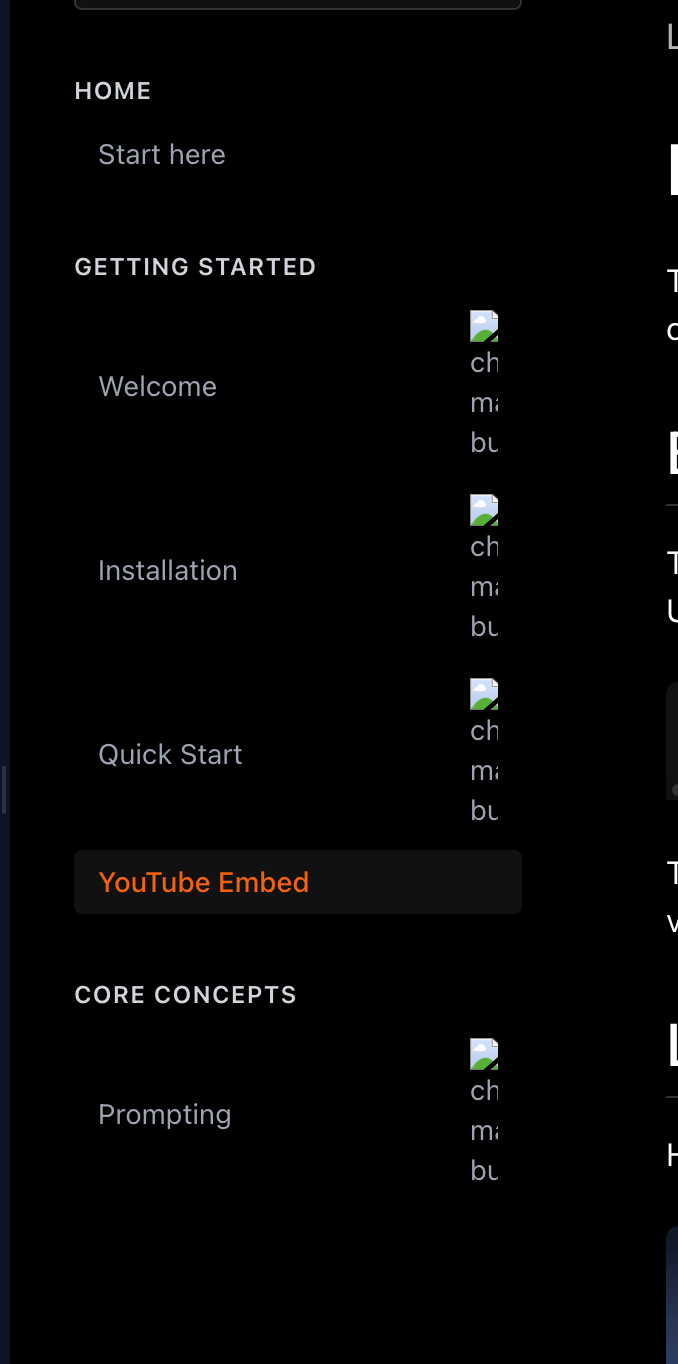 HOME
Start here
GETTING STARTED
Welcome
ch
ma
bu
Installation
ch
ma
bu
Quick Start
ch
ma
bu
YouTube Embed
CORE CONCEPTS
Prompting
ch
ma
bu